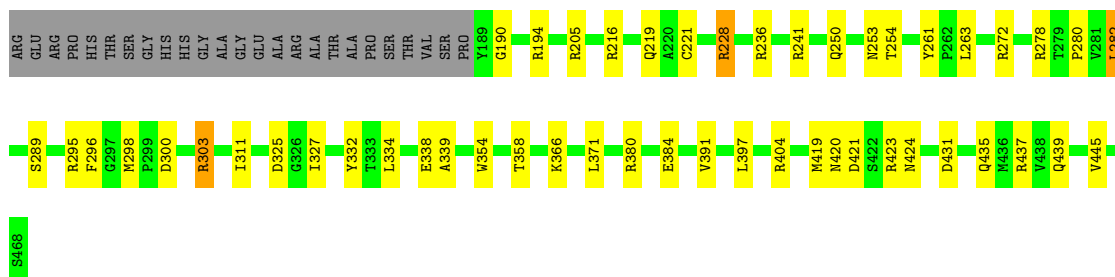 ARG GLU ARG PRO HIS THR SER GLY HIS HIS GLY ALA GLY GLU ALA ARG ALA THR ALA PRO SER THR VAL SER PRO Y189 G190 R194 R205 R216 Q219 A220 C221 R228 R236 R241 Q250 N253 T254 Y261 P262 L263 R272 R278 T279 P280 V281 L282
S289 R295 F296 G297 M298 P299 D300 R303 I311 D325 G326 I327 Y332 T333 L334 E338 A339 W354 T358 K366 L371 R380 E384 V391 L397 R404 M419 N420 D421 S422 R423 N424 D431 Q435 M436 R437 V438 Q439 V445
S468